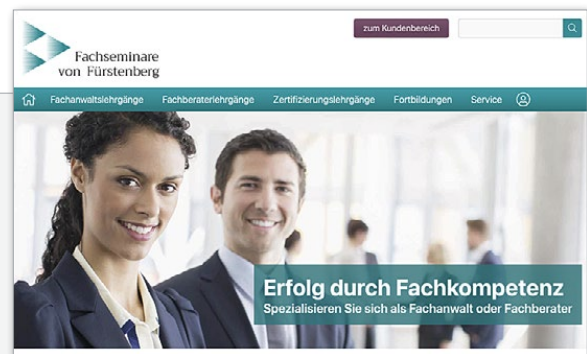 zum Kundenbereich
Fachseminare
von Fürstenberg
Fachanwaltslehrgänge Fachberaterlehrgänge Zertifizierungslehrgänge Fortbildungen Service
Erfolg durch Fachkompetenz
Spezialisieren Sie sich als Fachanwalt oder Fachberater